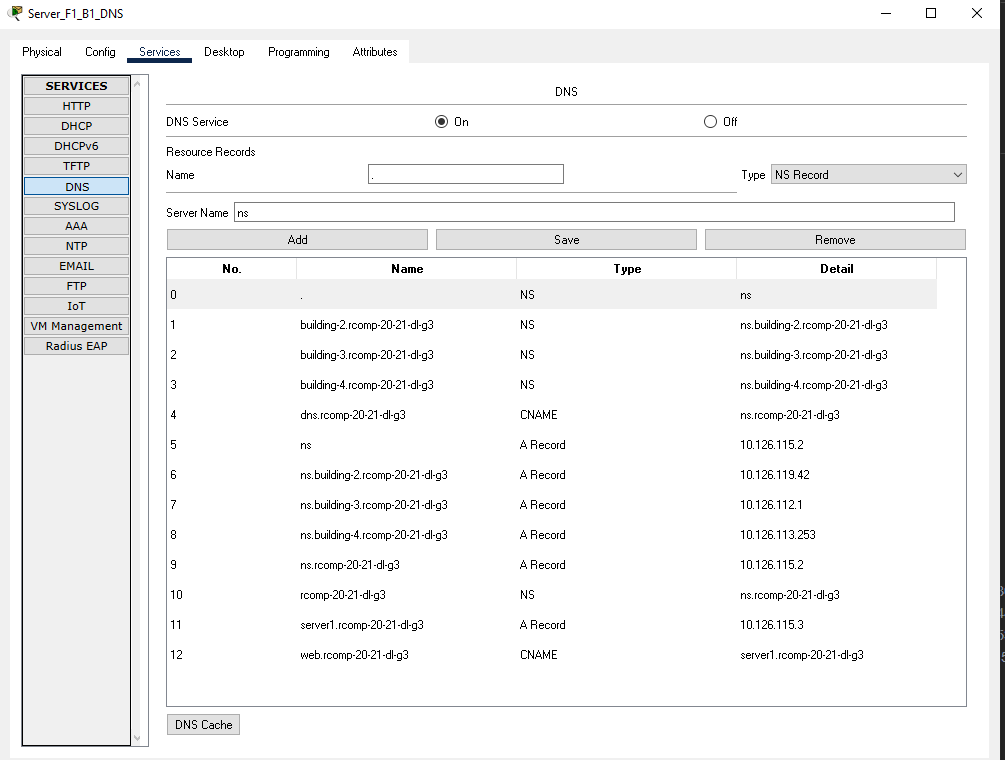 Server_F1_B1_DNS
Physical Config Services Desktop Programming Attributes
SERVICES
HTTP
DHCP
DHCPv6
TFTP
DNS
SYSLOG
AAA
NTP
EMAIL
FTP
IoT
VM Management
Radius EAP
DNS
DNS Service On Off
Resource Records
Name . Type NS Record
Server Name ns
Add Save Remove
No. Name Type Detail
0 . NS ns
1 building-2.rcomp-20-21-dl-g3 NS ns.building-2.rcomp-20-21-dl-g3
2 building-3.rcomp-20-21-dl-g3 NS ns.building-3.rcomp-20-21-dl-g3
3 building-4.rcomp-20-21-dl-g3 NS ns.building-4.rcomp-20-21-dl-g3
4 dns.rcomp-20-21-dl-g3 CNAME ns.rcomp-20-21-dl-g3
5 ns A Record 10.126.115.2
6 ns.building-2.rcomp-20-21-dl-g3 A Record 10.126.119.42
7 ns.building-3.rcomp-20-21-dl-g3 A Record 10.126.112.1
8 ns.building-4.rcomp-20-21-dl-g3 A Record 10.126.113.253
9 ns.rcomp-20-21-dl-g3 A Record 10.126.115.2
10 rcomp-20-21-dl-g3 NS ns.rcomp-20-21-dl-g3
11 server1.rcomp-20-21-dl-g3 A Record 10.126.115.3
12 web.rcomp-20-21-dl-g3 CNAME server1.rcomp-20-21-dl-g3
DNS Cache